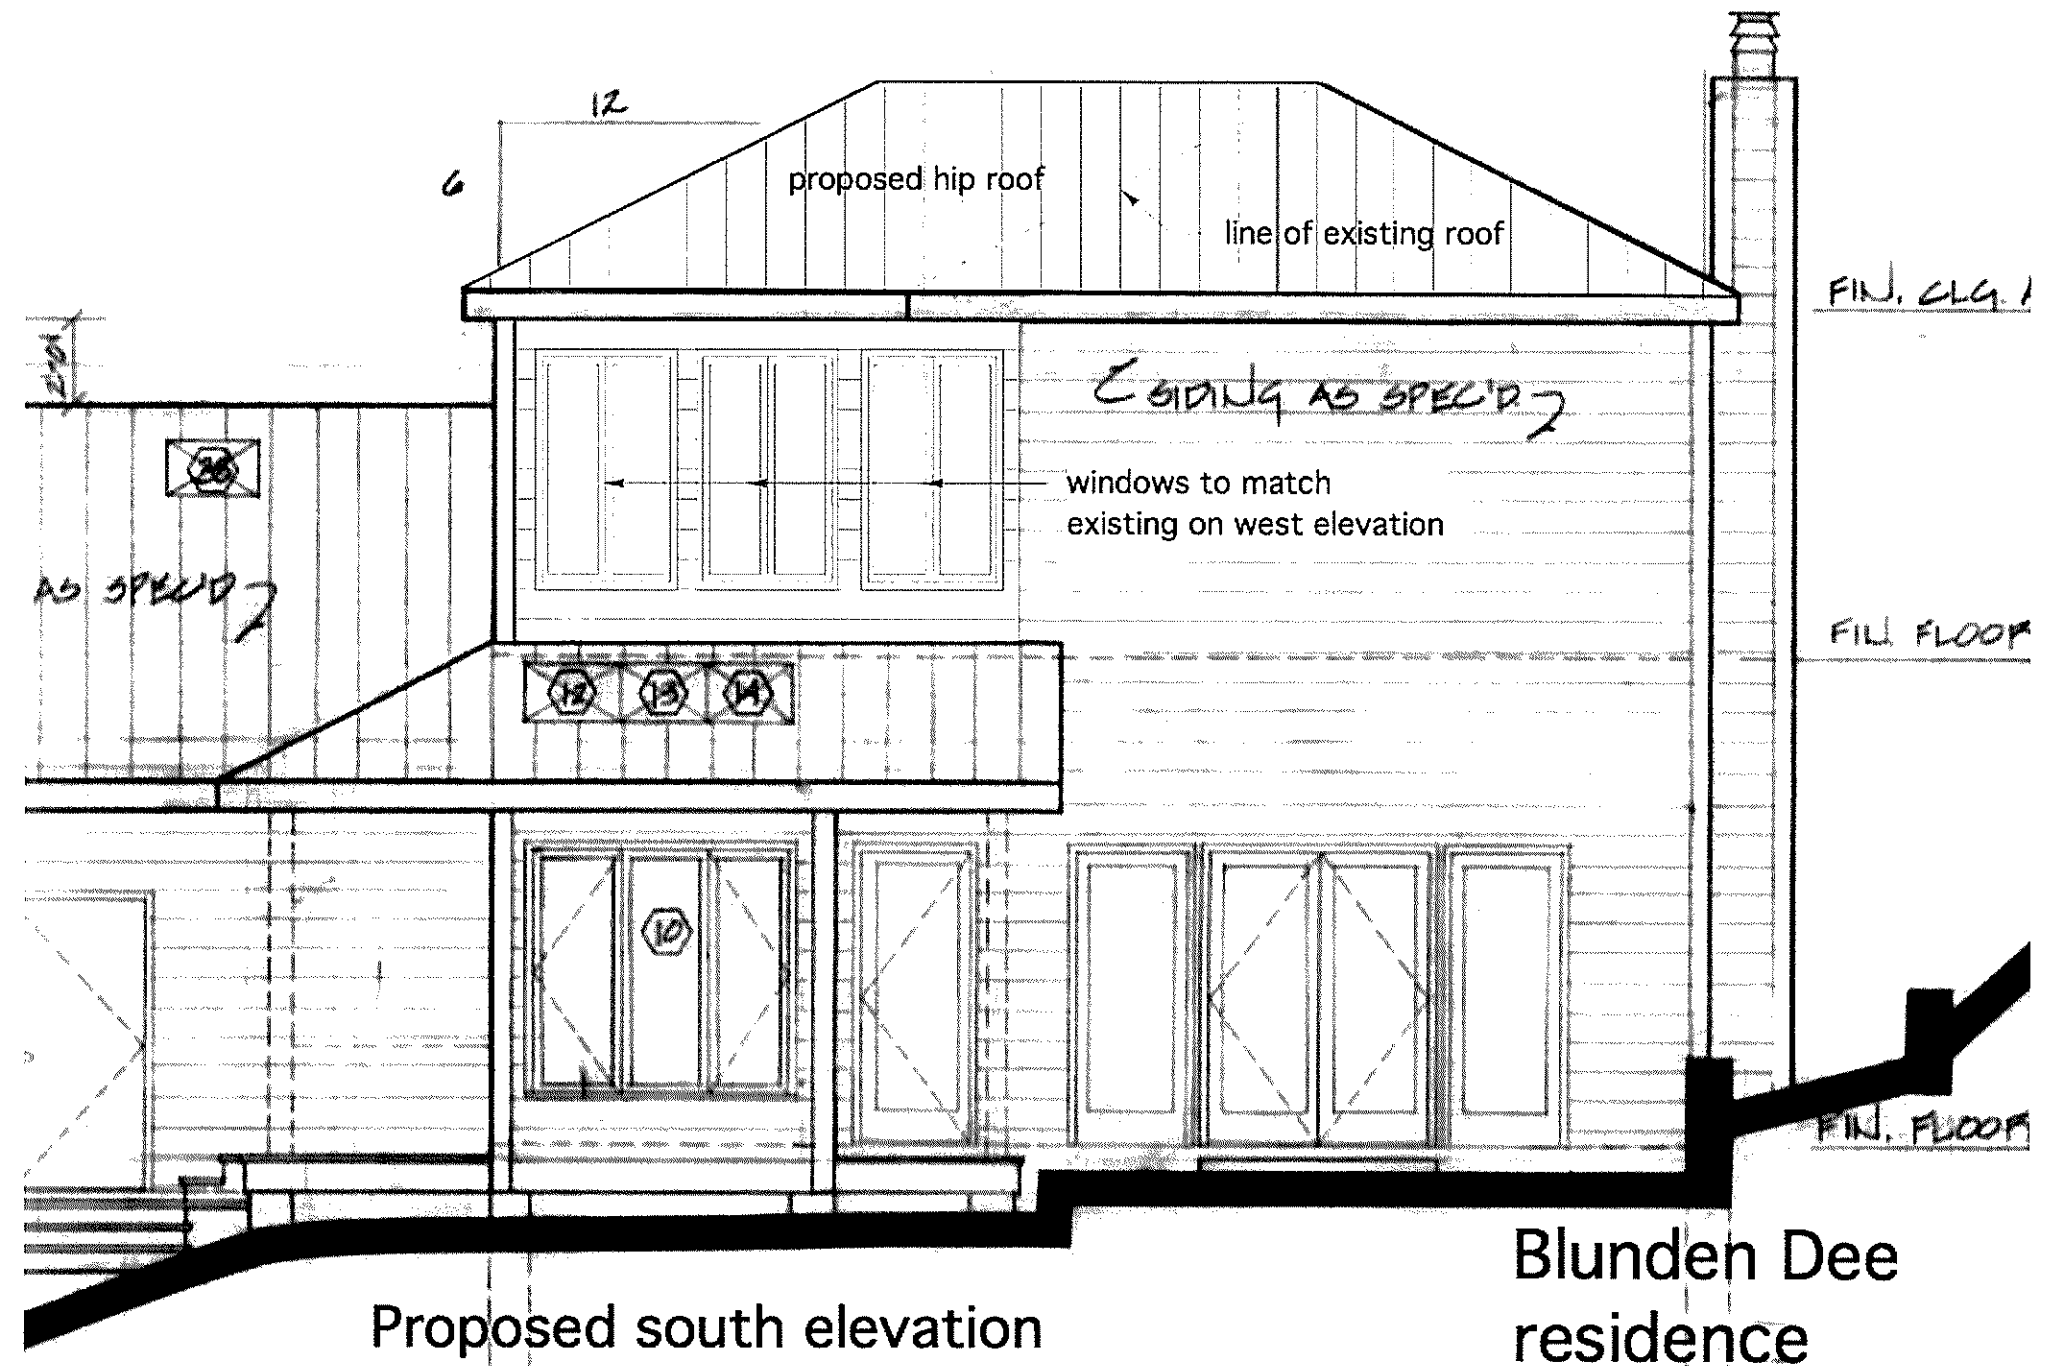 12
6
proposed hip roof
line of existing roof
FIN. CLG.
SIDING AS SPEC'D
windows to match
existing on west elevation
AS SPEC'D
FIN FLOOR
12 13 14
10
FIN. FLOOR
Blunden Dee
residence
Proposed south elevation